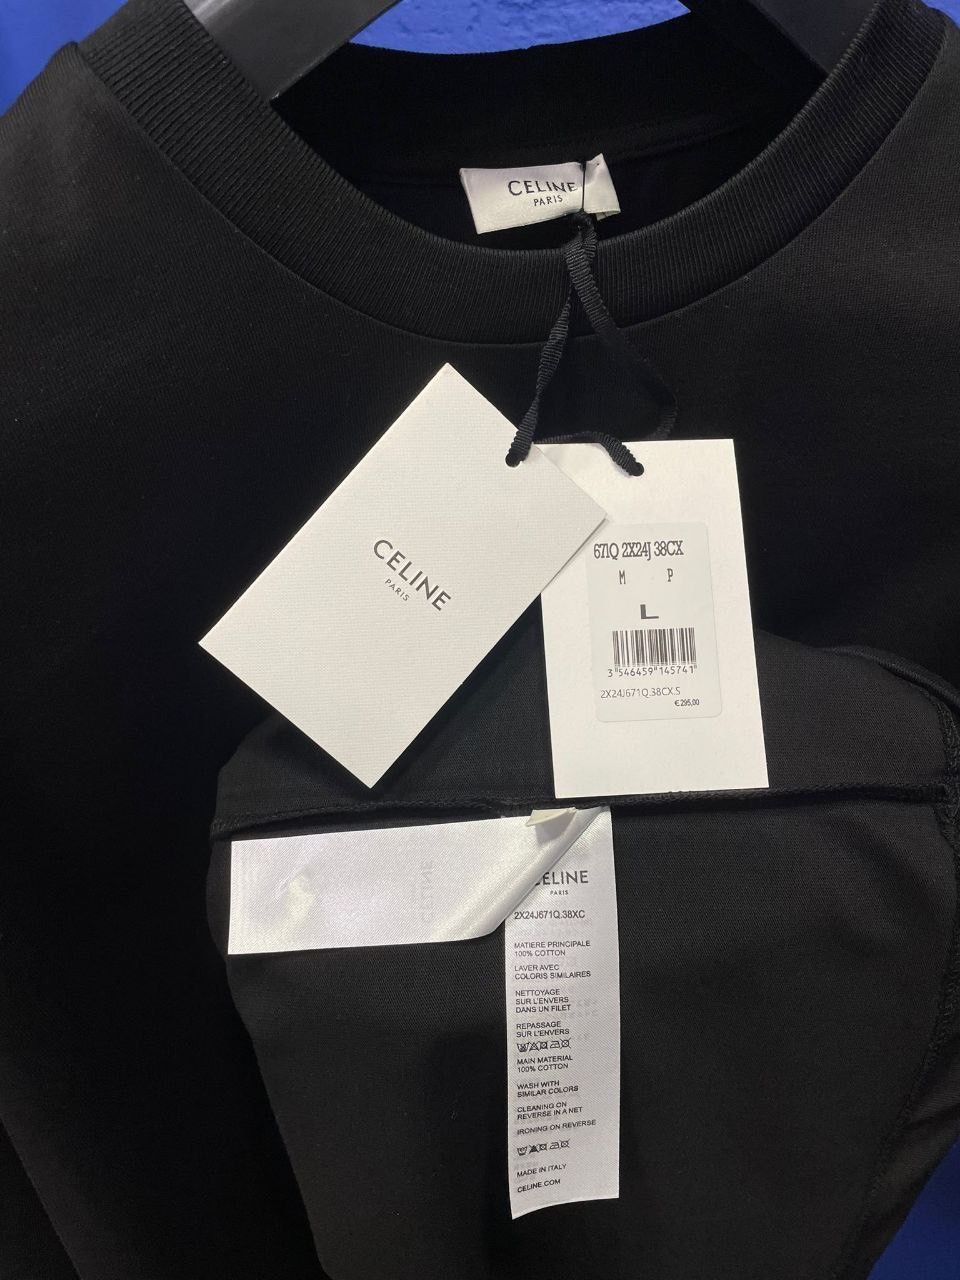 CELINE
PARIS
CELINE
PARIS
671Q 2X24J 38CX
M P
L
3 546459 145741
2X24J671Q.38CX.S
€ 295,00
CELINE
PARIS
2X24J671Q.38XC
MATIERE PRINCIPALE
100% COTTON
LAVER AVEC
COLORIS SIMILAIRES
NETTOYAGE
SUR L'ENVERS
DANS UN FILET
REPASSAGE
SUR L'ENVERS
MAIN MATERIAL
100% COTTON
WASH WITH
SIMILAR COLORS
CLEANING ON
REVERSE IN A NET
IRONING ON REVERSE
MADE IN ITALY
CELINE.COM